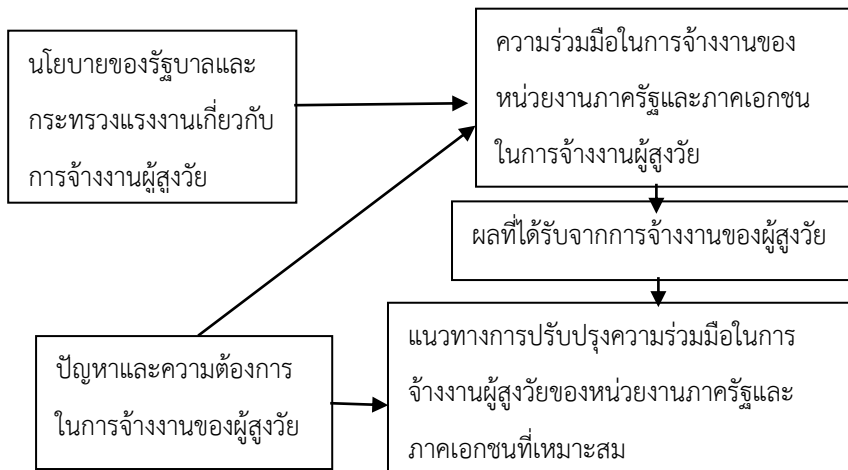 นโยบายของรัฐบาลและ
กระทรวงแรงงานเกี่ยวกับ
การจ้างงานผู้สูงวัย
ความร่วมมือในการจ้างงานของ
หน่วยงานภาครัฐและภาคเอกชน
ในการจ้างงานผู้สูงวัย
ผลที่ได้รับจากการจ้างงานของผู้สูงวัย
ปัญหาและความต้องการ
ในการจ้างงานของผู้สูงวัย
แนวทางการปรับปรุงความร่วมมือในการ
จ้างงานผู้สูงวัยของหน่วยงานภาครัฐและ
ภาคเอกชนที่เหมาะสม